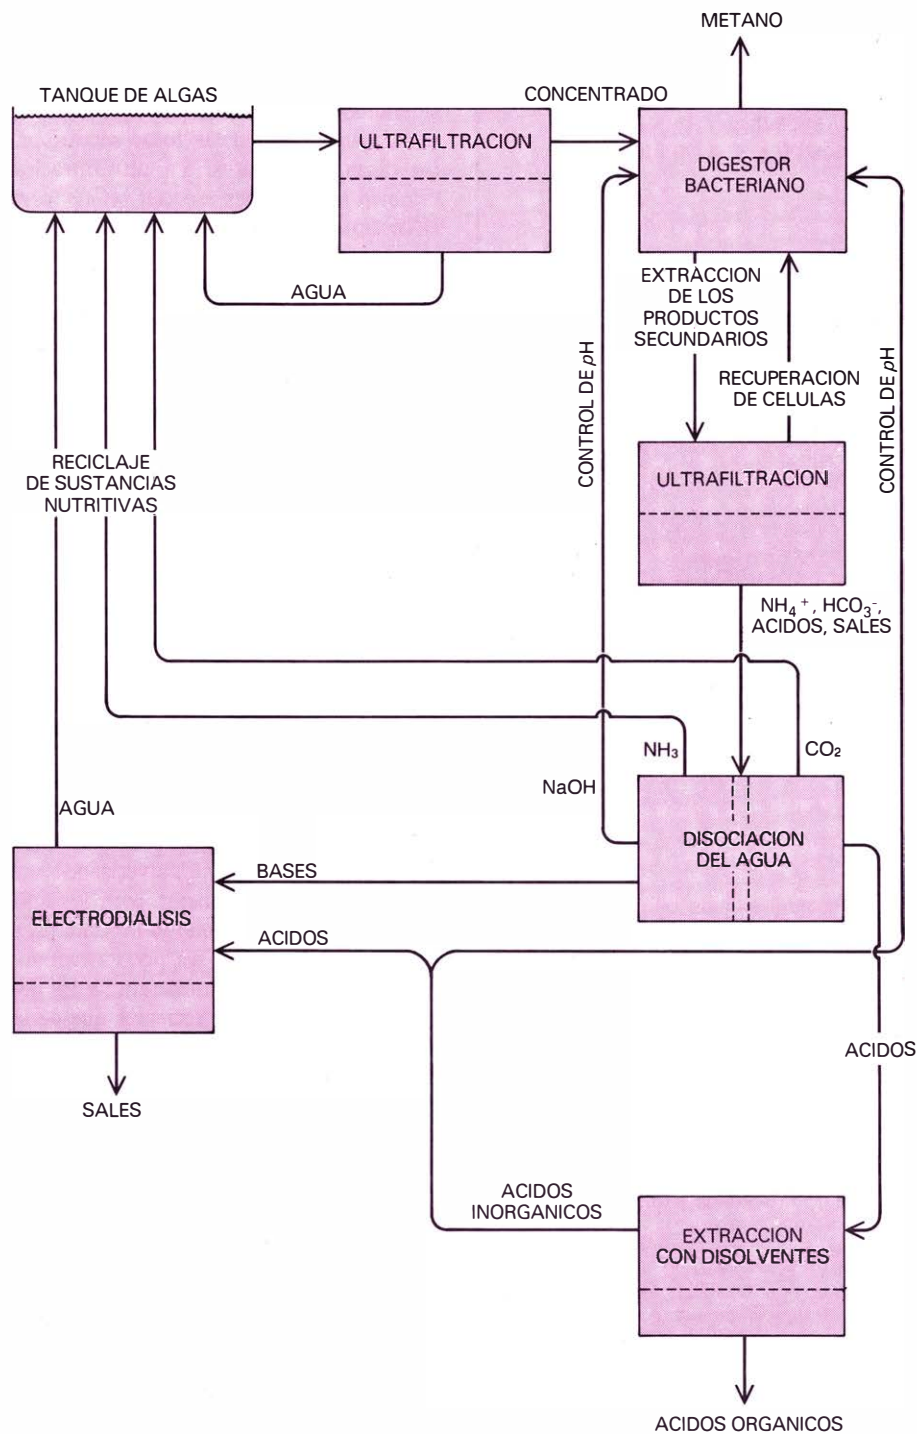 METANO
TANQUE DE ALGAS
CONCENTRADO
ULTRAFILTRACION
DIGESTOR
BACTERIANO
AGUA
EXTRACCION
DE LOS
PRODUCTOS
SECUNDARIOS
CONTROL DE pH
CONTROL DE pH
RECUPERACION
DE CELULAS
RECICLAJE
DE SUSTANCIAS
NUTRITIVAS
ULTRAFILTRACION
NH₄⁺, HCO₃⁻,
ACIDOS, SALES
NH₃
CO₂
NaOH
AGUA
DISOCIACION
DEL AGUA
BASES
ELECTRODIALISIS
ACIDOS
ACIDOS
SALES
ACIDOS
INORGANICOS
EXTRACCION
CON DISOLVENTES
ACIDOS ORGANICOS